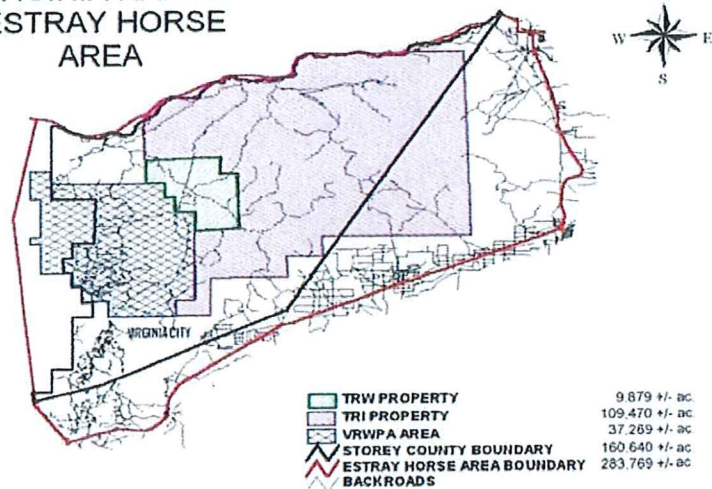 ESTRAY HORSE
AREA
W E
S
VIRGINIA CITY
TRW PROPERTY 9,879 +/- ac
TRI PROPERTY 109,470 +/- ac
VRWPA AREA 37,269 +/- ac
STOREY COUNTY BOUNDARY 160,640 +/- ac
ESTRAY HORSE AREA BOUNDARY 283,769 +/- ac
BACKROADS